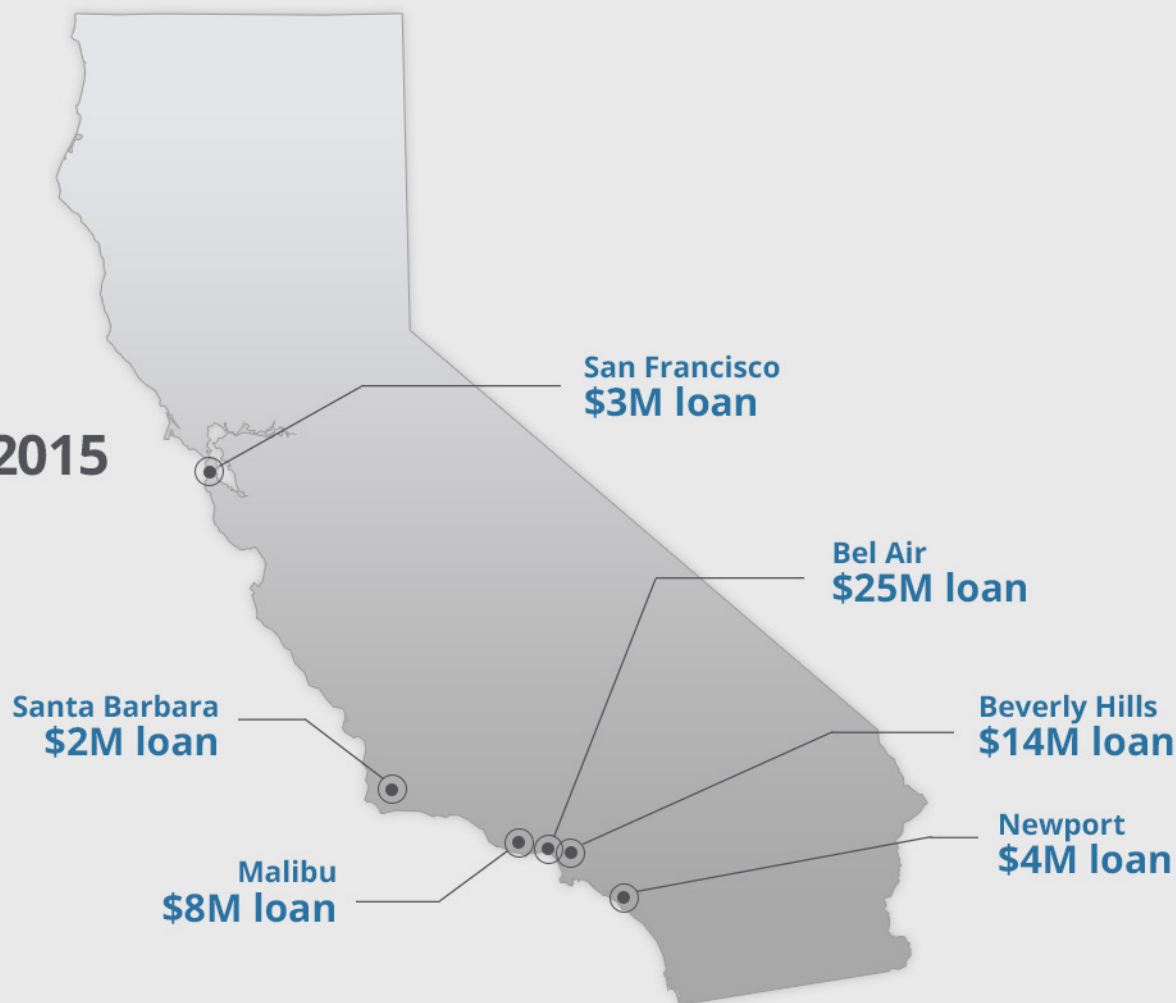 San Francisco
$3M loan
2015
Bel Air
$25M loan
Santa Barbara
$2M loan
Beverly Hills
$14M loan
Newport
$4M loan
Malibu
$8M loan